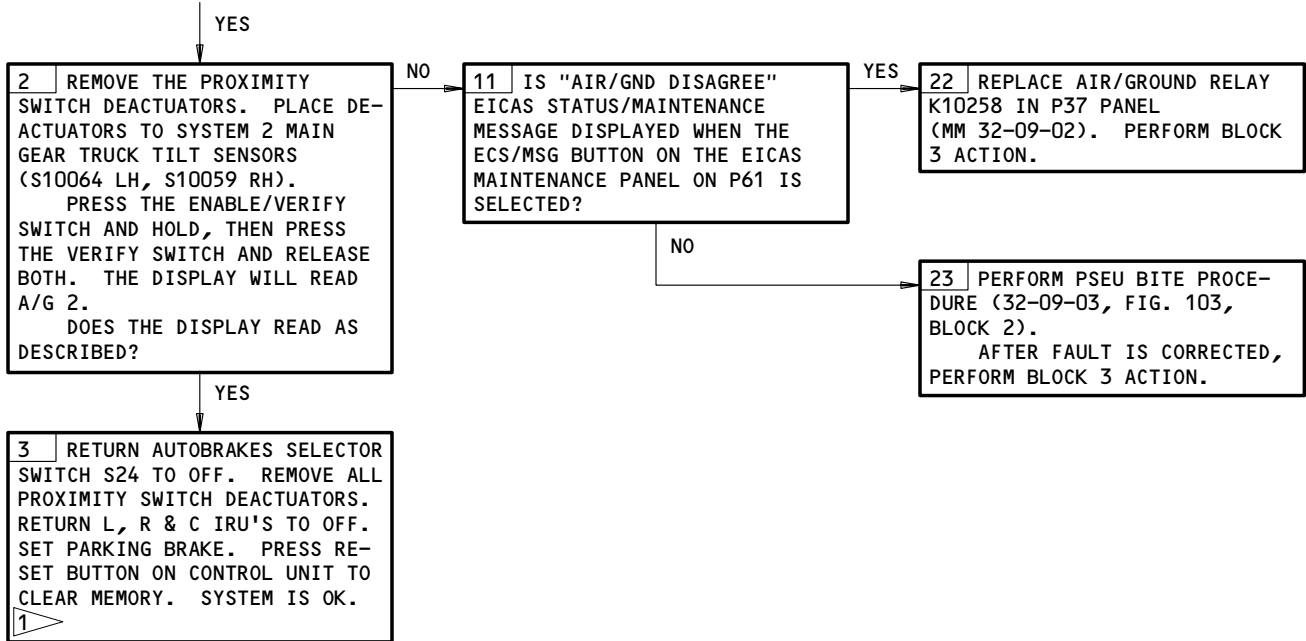 YES
2 REMOVE THE PROXIMITY
SWITCH DEACTUATORS. PLACE DE-
ACTUATORS TO SYSTEM 2 MAIN
GEAR TRUCK TILT SENSORS
(S10064 LH, S10059 RH).
PRESS THE ENABLE/VERIFY
SWITCH AND HOLD, THEN PRESS
THE VERIFY SWITCH AND RELEASE
BOTH. THE DISPLAY WILL READ
A/G 2.
DOES THE DISPLAY READ AS
DESCRIBED?
NO
11 IS "AIR/GND DISAGREE"
EICAS STATUS/MAINTENANCE
MESSAGE DISPLAYED WHEN THE
ECS/MSG BUTTON ON THE EICAS
MAINTENANCE PANEL ON P61 IS
SELECTED?
YES
22 REPLACE AIR/GROUND RELAY
K10258 IN P37 PANEL
(MM 32-09-02). PERFORM BLOCK
3 ACTION.
NO
23 PERFORM PSEU BITE PROCE-
DURE (32-09-03, FIG. 103,
BLOCK 2).
AFTER FAULT IS CORRECTED,
PERFORM BLOCK 3 ACTION.
YES
3 RETURN AUTOBRAKES SELECTOR
SWITCH S24 TO OFF. REMOVE ALL
PROXIMITY SWITCH DEACTUATORS.
RETURN L, R & C IRU'S TO OFF.
SET PARKING BRAKE. PRESS RE-
SET BUTTON ON CONTROL UNIT TO
CLEAR MEMORY. SYSTEM IS OK.
1